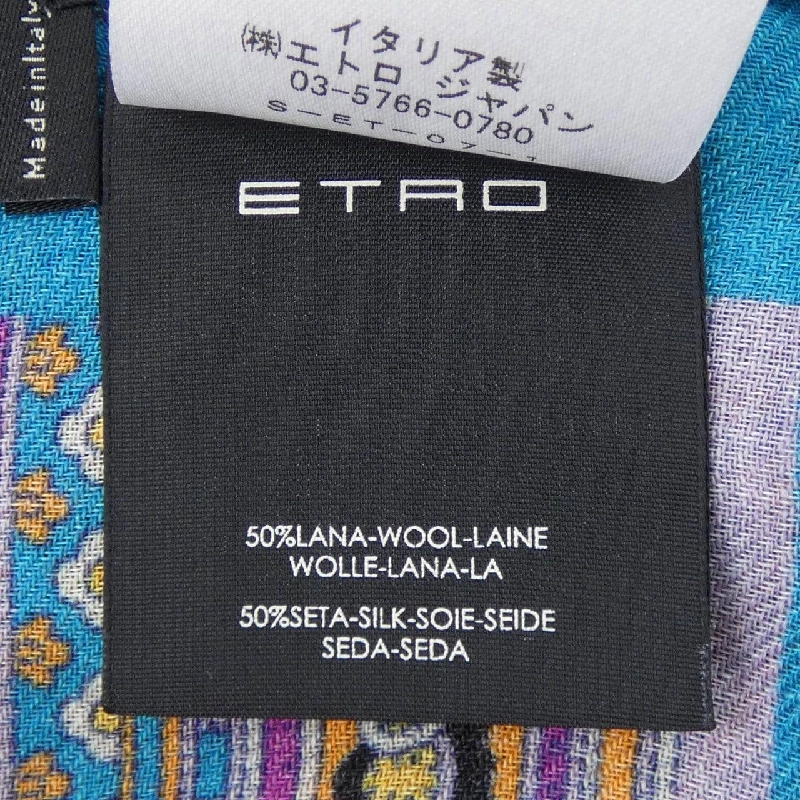 MadeinItaly
イタリア製
㈱エトロ ジャパン
03-5766-0780
ETRO
50%LANA-WOOL-LAINE
WOLLE-LANA-LA
50%SETA-SILK-SOIE-SEIDE
SEDA-SEDA